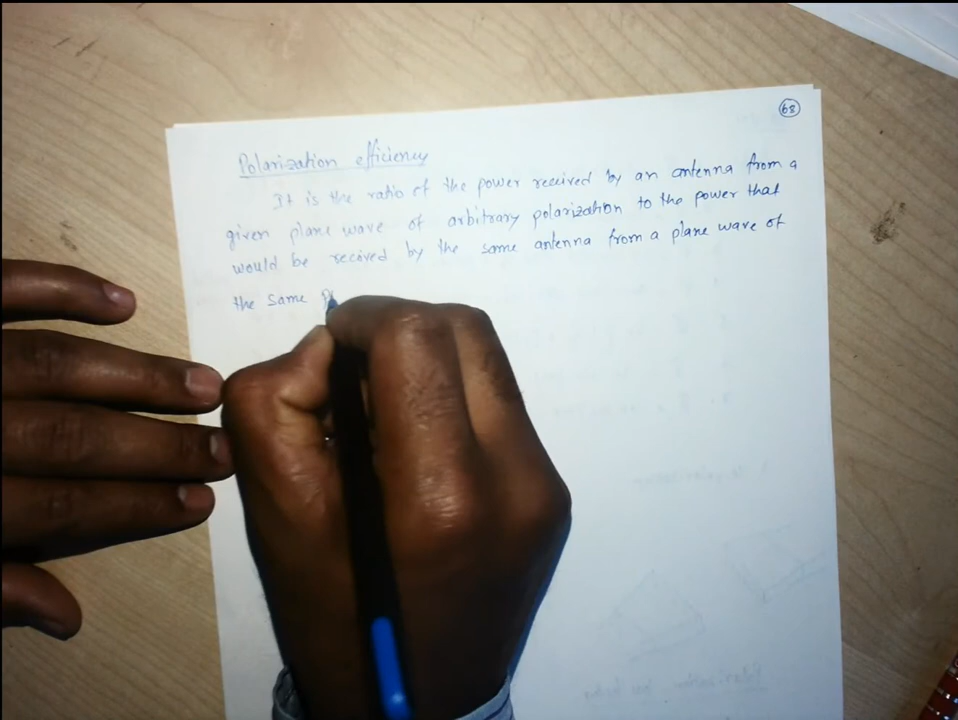 68
Polarization efficiency
It is the ratio of the power received by an antenna from a
given plane wave of arbitrary polarization to the power that
would be received by the same antenna from a plane wave of
the same